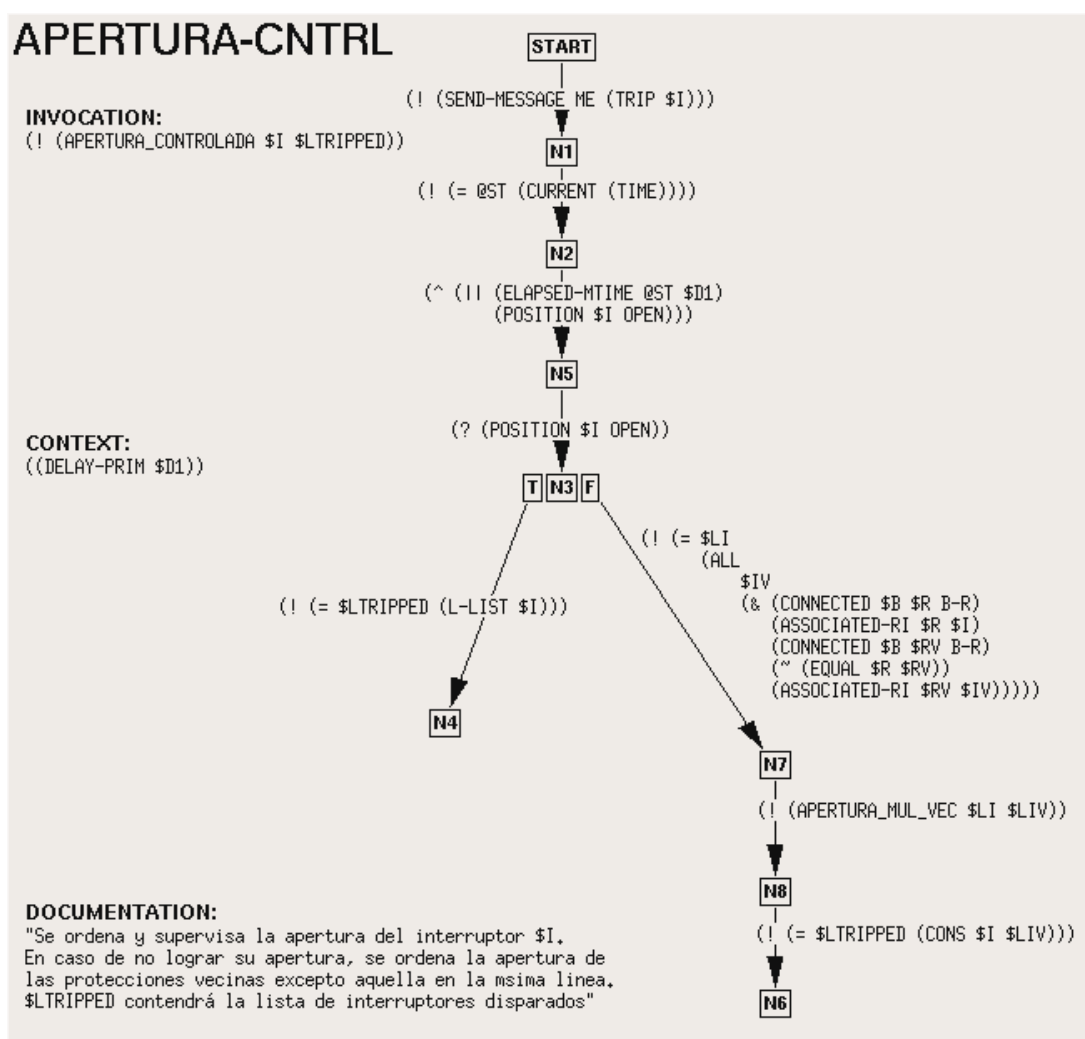 APERTURA-CNTRL
START
(! (SEND-MESSAGE ME (TRIP $I)))
INVOCATION:
(! (APERTURA_CONTROLADA $I $LTRIPPED))
N1
(! (= @ST (CURRENT (TIME))))
N2
(^ (|| (ELAPSED-MTIME @ST $D1)
(POSITION $I OPEN)))
N5
(? (POSITION $I OPEN))
CONTEXT:
((DELAY-PRIM $D1))
T N3 F
(! (= $LI
(ALL
$IV
(& (CONNECTED $B $R B-R)
(ASSOCIATED-RI $R $I)
(CONNECTED $B $RV B-R)
(~ (EQUAL $R $RV))
(ASSOCIATED-RI $RV $IV)))))
(! (= $LTRIPPED (L-LIST $I)))
N4
N7
(! (APERTURA_MUL_VEC $LI $LIV))
N8
(! (= $LTRIPPED (CONS $I $LIV)))
N6
DOCUMENTATION:
"Se ordena y supervisa la apertura del interruptor $I.
En caso de no lograr su apertura, se ordena la apertura de
las protecciones vecinas excepto aquella en la msima linea.
$LTRIPPED contendrá la lista de interruptores disparados"